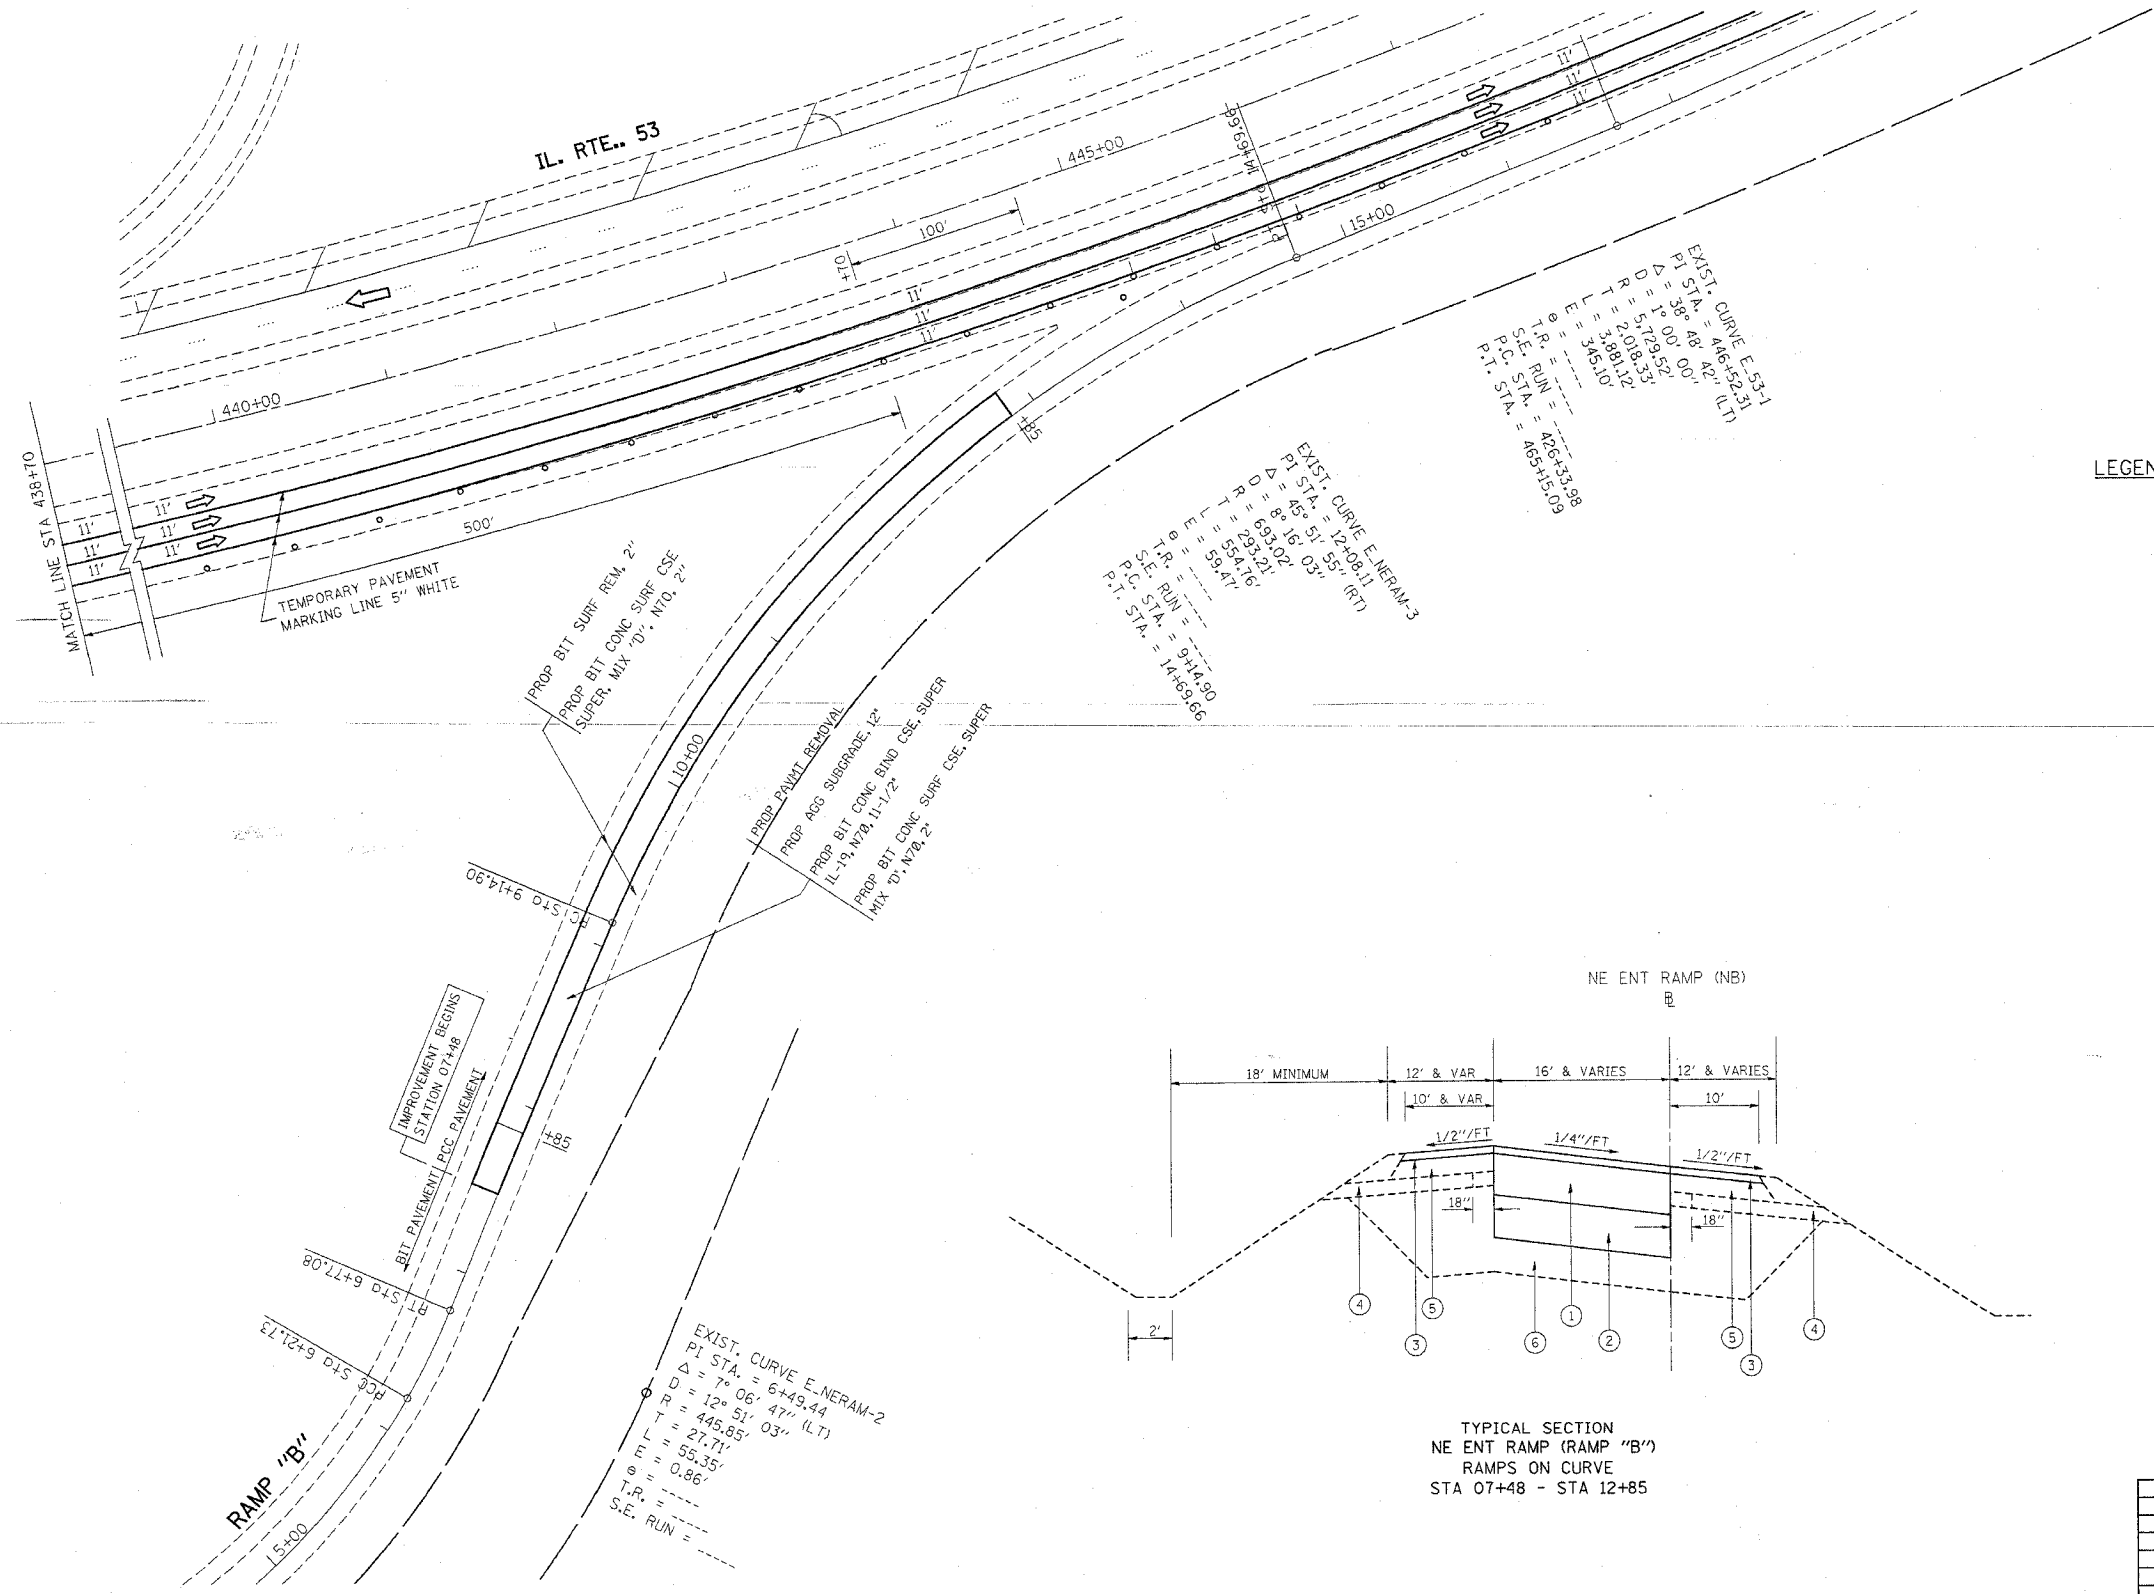 IL. RTE.. 53
445+00
P.T. Sta 14+69.66
15+00
100'
+70
11'
11'
11'
11'
11'
11'
440+00
MATCH LINE STA 438+70
11'
11'
11'
11'
11'
11'
500'
TEMPORARY PAVEMENT
MARKING LINE 5" WHITE
+85
EXIST. CURVE E_53-1
PI STA. = 446+52.31
Δ = 38° 48' 42" (LT)
D = 1° 00' 00"
R = 5,729.52'
T = 2,018.33'
L = 3,881.12'
E = 345.10'
e = -----
T.R. = -----
S.E. RUN = -----
P.C. STA. = 426+33.98
P.T. STA. = 465+15.09
LEGEN
EXIST. CURVE E_NERAM-3
PI STA. = 12+08.11
Δ = 45° 51' 55" (RT)
D = 8° 16' 03"
R = 693.02'
T = 293.21'
L = 554.76'
E = 59.47'
e = -----
T.R. = -----
S.E. RUN = -----
P.C. STA. = 9+14.90
P.T. STA. = 14+69.66
PROP BIT SURF REM, 2"
PROP BIT CONC SURF CSE
SUPER, MIX "D", N70, 2"
10+00
PROP PAVMT REMOVAL
PROP AGG SUBGRADE, 12"
PROP BIT CONC BIND CSE, SUPER
IL-19, N70, 11-1/2"
PROP BIT CONC SURF CSE, SUPER
MIX "D", N70, 2"
PC Sta 9+14.90
IMPROVEMENT BEGINS
STATION 07+48
BIT PAVEMENT PCC PAVEMENT
+85
PT Sta 6+77.08
PCC Sta 6+21.73
RAMP "B"
5+00
EXIST. CURVE E_NERAM-2
PI STA. = 6+49.44
Δ = 7° 06' 47" (LT)
D = 12° 51' 03"
R = 445.85'
T = 27.71'
L = 55.35'
E = 0.86'
e = -----
T.R. = -----
S.E. RUN = -----
NE ENT RAMP (NB)
18' MINIMUM
12' & VAR
16' & VARIES
12' & VARIES
10' & VAR
10'
1/2"/FT
1/4"/FT
1/2"/FT
18"
18"
2'
4
3
5
6
1
2
5
3
4
TYPICAL SECTION
NE ENT RAMP (RAMP "B")
RAMPS ON CURVE
STA 07+48 - STA 12+85